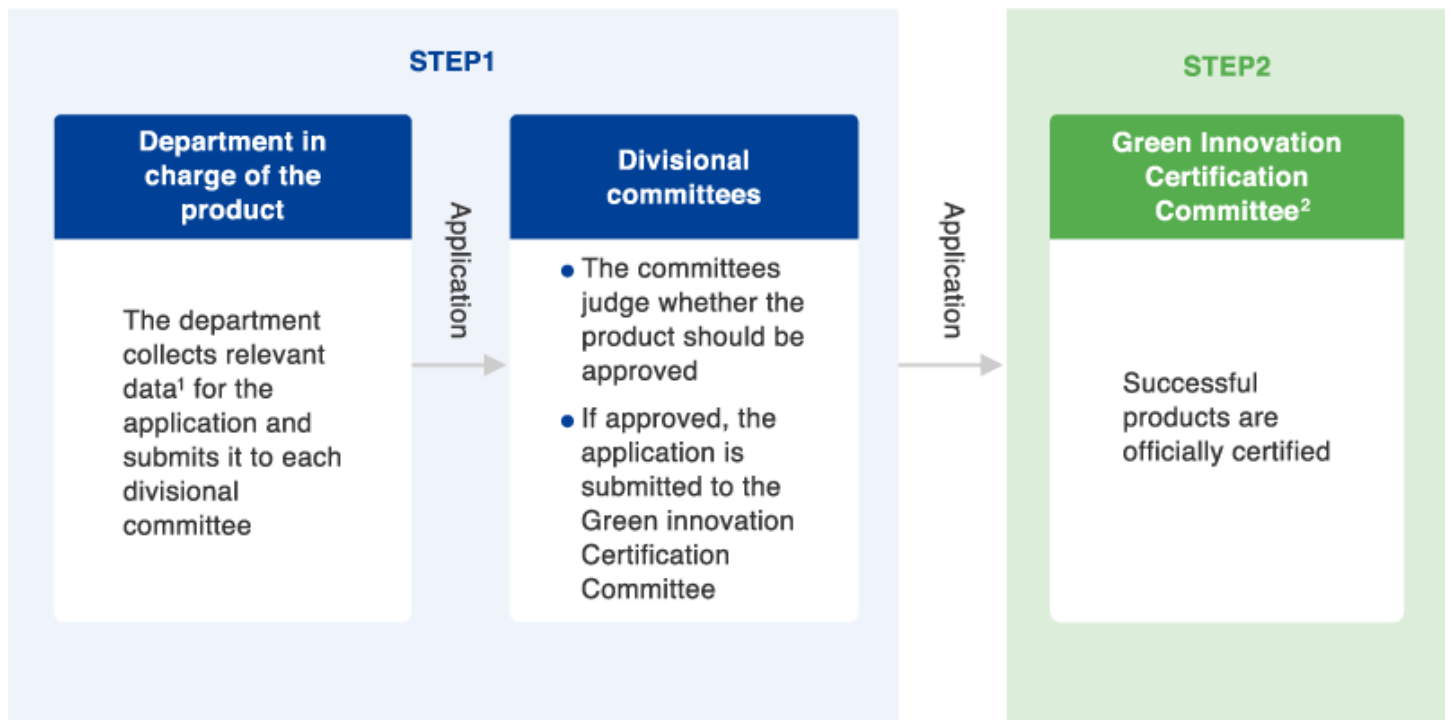 STEP1
Department in
charge of the
product
The department
collects relevant
data¹ for the
application and
submits it to each
divisional
committee
Application
Divisional
committees
● The committees
judge whether the
product should be
approved
● If approved, the
application is
submitted to the
Green innovation
Certification
Committee
Application
STEP2
Green Innovation
Certification
Committee²
Successful
products are
officially certified